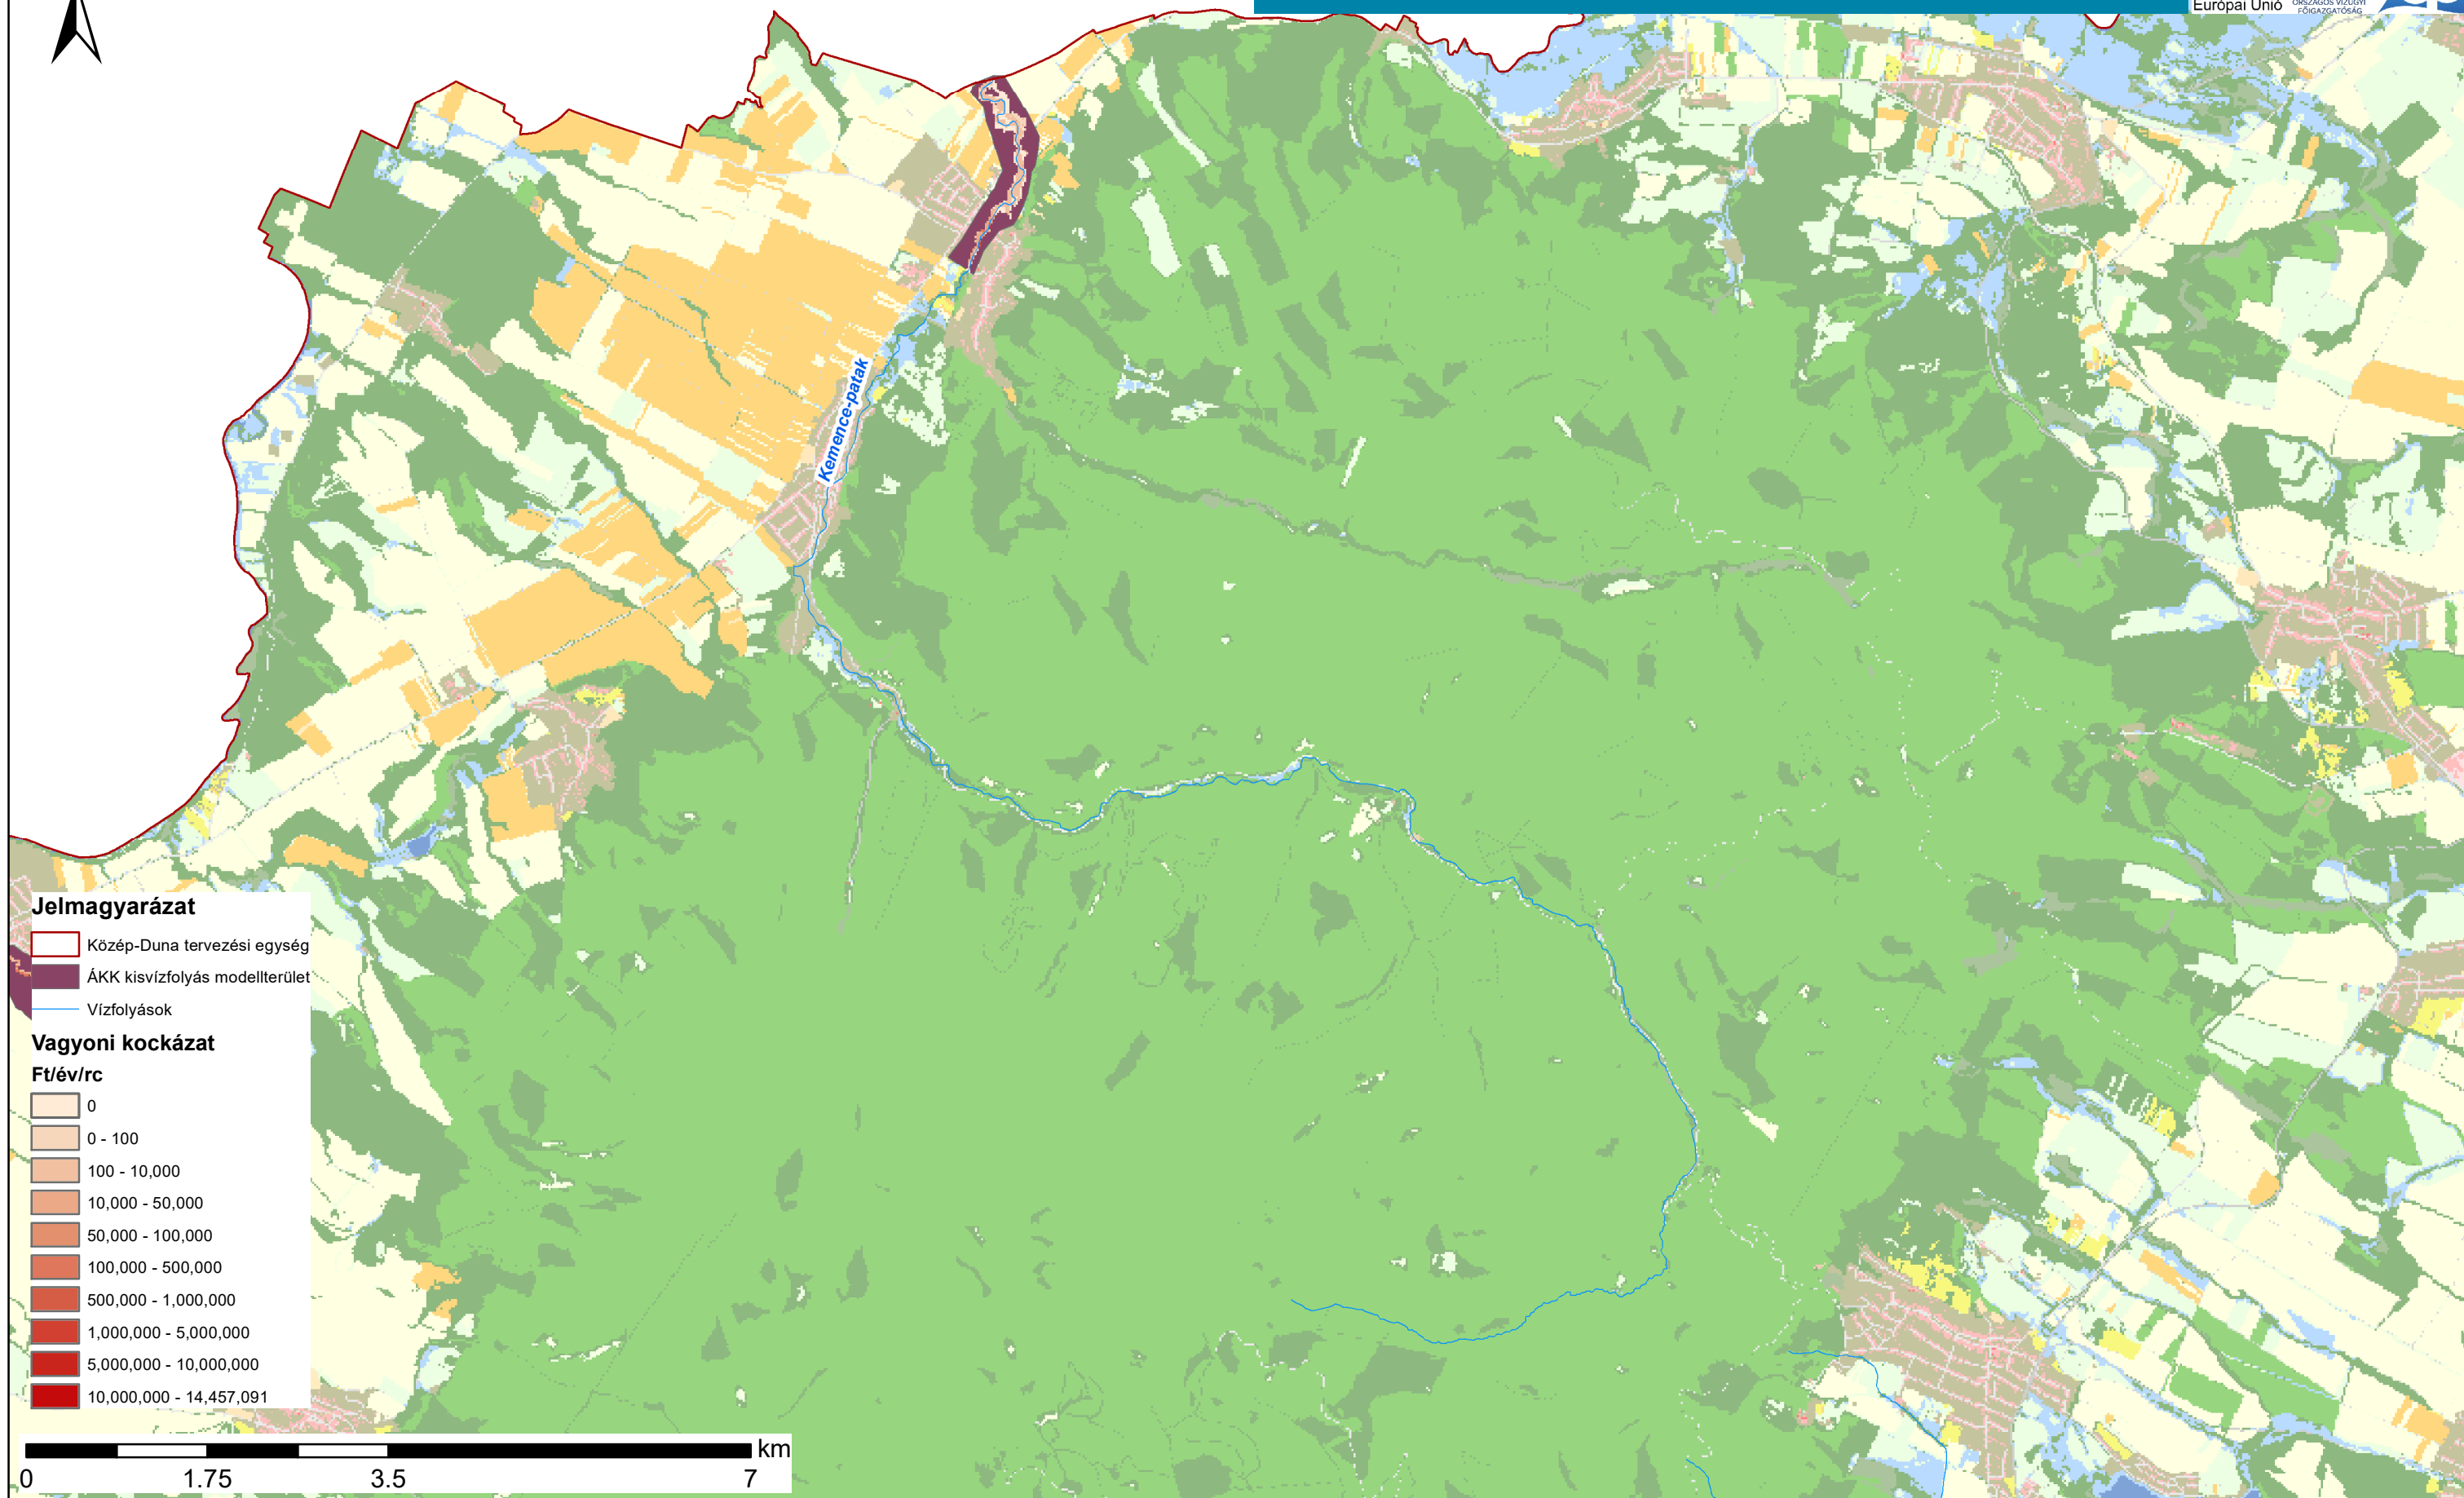 Európai Unió
ORSZÁGOS VÍZÜGYI
FŐIGAZGATÓSÁG
Kemence-patak
Jelmagyarázat
Közép-Duna tervezési egység
ÁKK kisvízfolyás modellterület
Vízfolyások
Vagyoni kockázat
Ft/év/rc
0
0 - 100
100 - 10,000
10,000 - 50,000
50,000 - 100,000
100,000 - 500,000
500,000 - 1,000,000
1,000,000 - 5,000,000
5,000,000 - 10,000,000
10,000,000 - 14,457,091
km
0 1.75 3.5 7